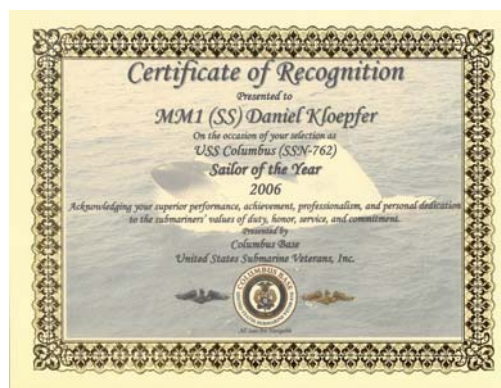 Certificate of Recognition
Presented to
MM1 (SS) Daniel Kloepfer
On the occasion of your selection as
USS Columbus (SSN-762)
Sailor of the Year
2006
Acknowledging your superior performance, achievement, professionalism, and personal dedication
to the submariners' values of duty, honor, service, and commitment.
Presented by
Columbus Base
United States Submarine Veterans, Inc.
COLUMBUS BASE